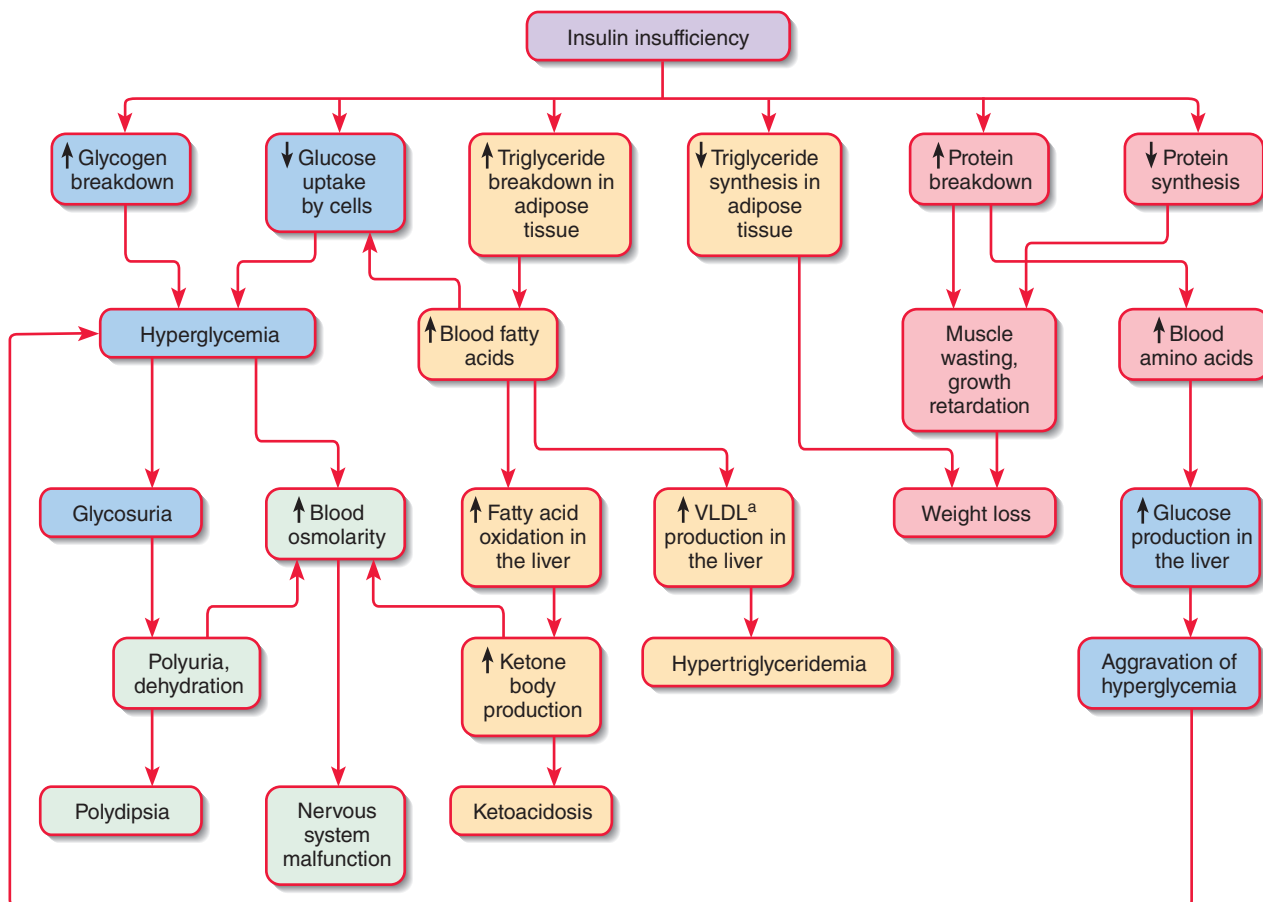 Insulin insufficiency
↑ Glycogen
breakdown
↓ Glucose
uptake
by cells
↑ Triglyceride
breakdown in
adipose
tissue
↓ Triglyceride
synthesis in
adipose
tissue
↑ Protein
breakdown
↓ Protein
synthesis
Hyperglycemia
↑ Blood fatty
acids
Muscle
wasting,
growth
retardation
↑ Blood
amino acids
Glycosuria
↑ Blood
osmolarity
↑ Fatty acid
oxidation in
the liver
↑ VLDLᵃ
production in
the liver
Weight loss
↑ Glucose
production in
the liver
Polyuria,
dehydration
↑ Ketone
body
production
Hypertriglyceridemia
Aggravation of
hyperglycemia
Polydipsia
Nervous
system
malfunction
Ketoacidosis